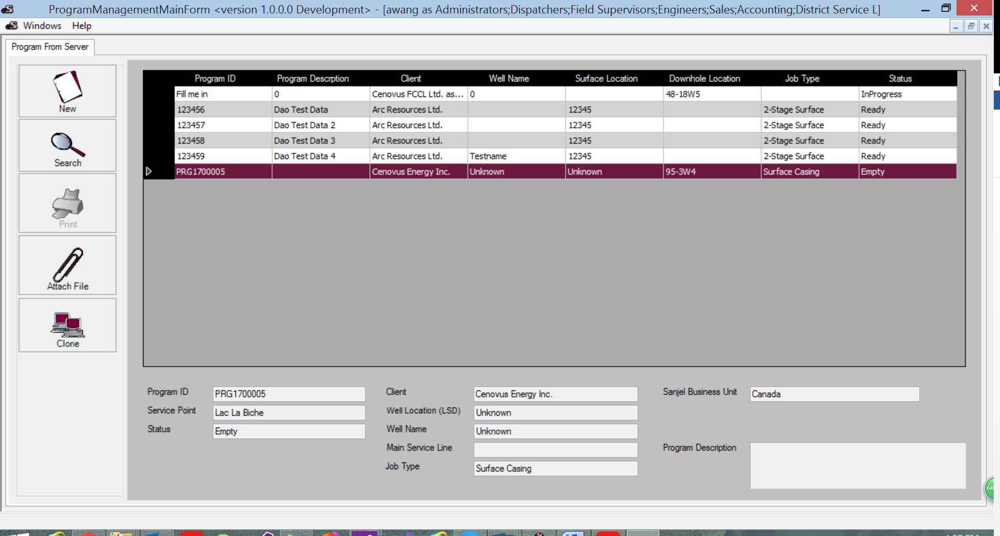 ProgramManagementMainForm <version 1.0.0.0 Development> - [awang as Administrators;Dispatchers;Field Supervisors;Engineers;Sales;Accounting;District Service L]
Windows Help
Program From Server
New
Search
Print
Attach File
Clone
Program ID Program Descrption Client Well Name Surface Location Downhole Location Job Type Status
Fill me in 0 Cenovus FCCL Ltd. as... 0 48-18W5 InProgress
123456 Dao Test Data Arc Resources Ltd. 12345 2-Stage Surface Ready
123457 Dao Test Data 2 Arc Resources Ltd. 12345 2-Stage Surface Ready
123458 Dao Test Data 3 Arc Resources Ltd. 12345 2-Stage Surface Ready
123459 Dao Test Data 4 Arc Resources Ltd. Testname 12345 2-Stage Surface Ready
PRG1700005 Cenovus Energy Inc. Unknown Unknown 95-3W4 Surface Casing Empty
Program ID PRG1700005 Client Cenovus Energy Inc. Sanjel Business Unit Canada
Service Point Lac La Biche Well Location (LSD) Unknown
Status Empty Well Name Unknown
Main Service Line Program Description
Job Type Surface Casing
68